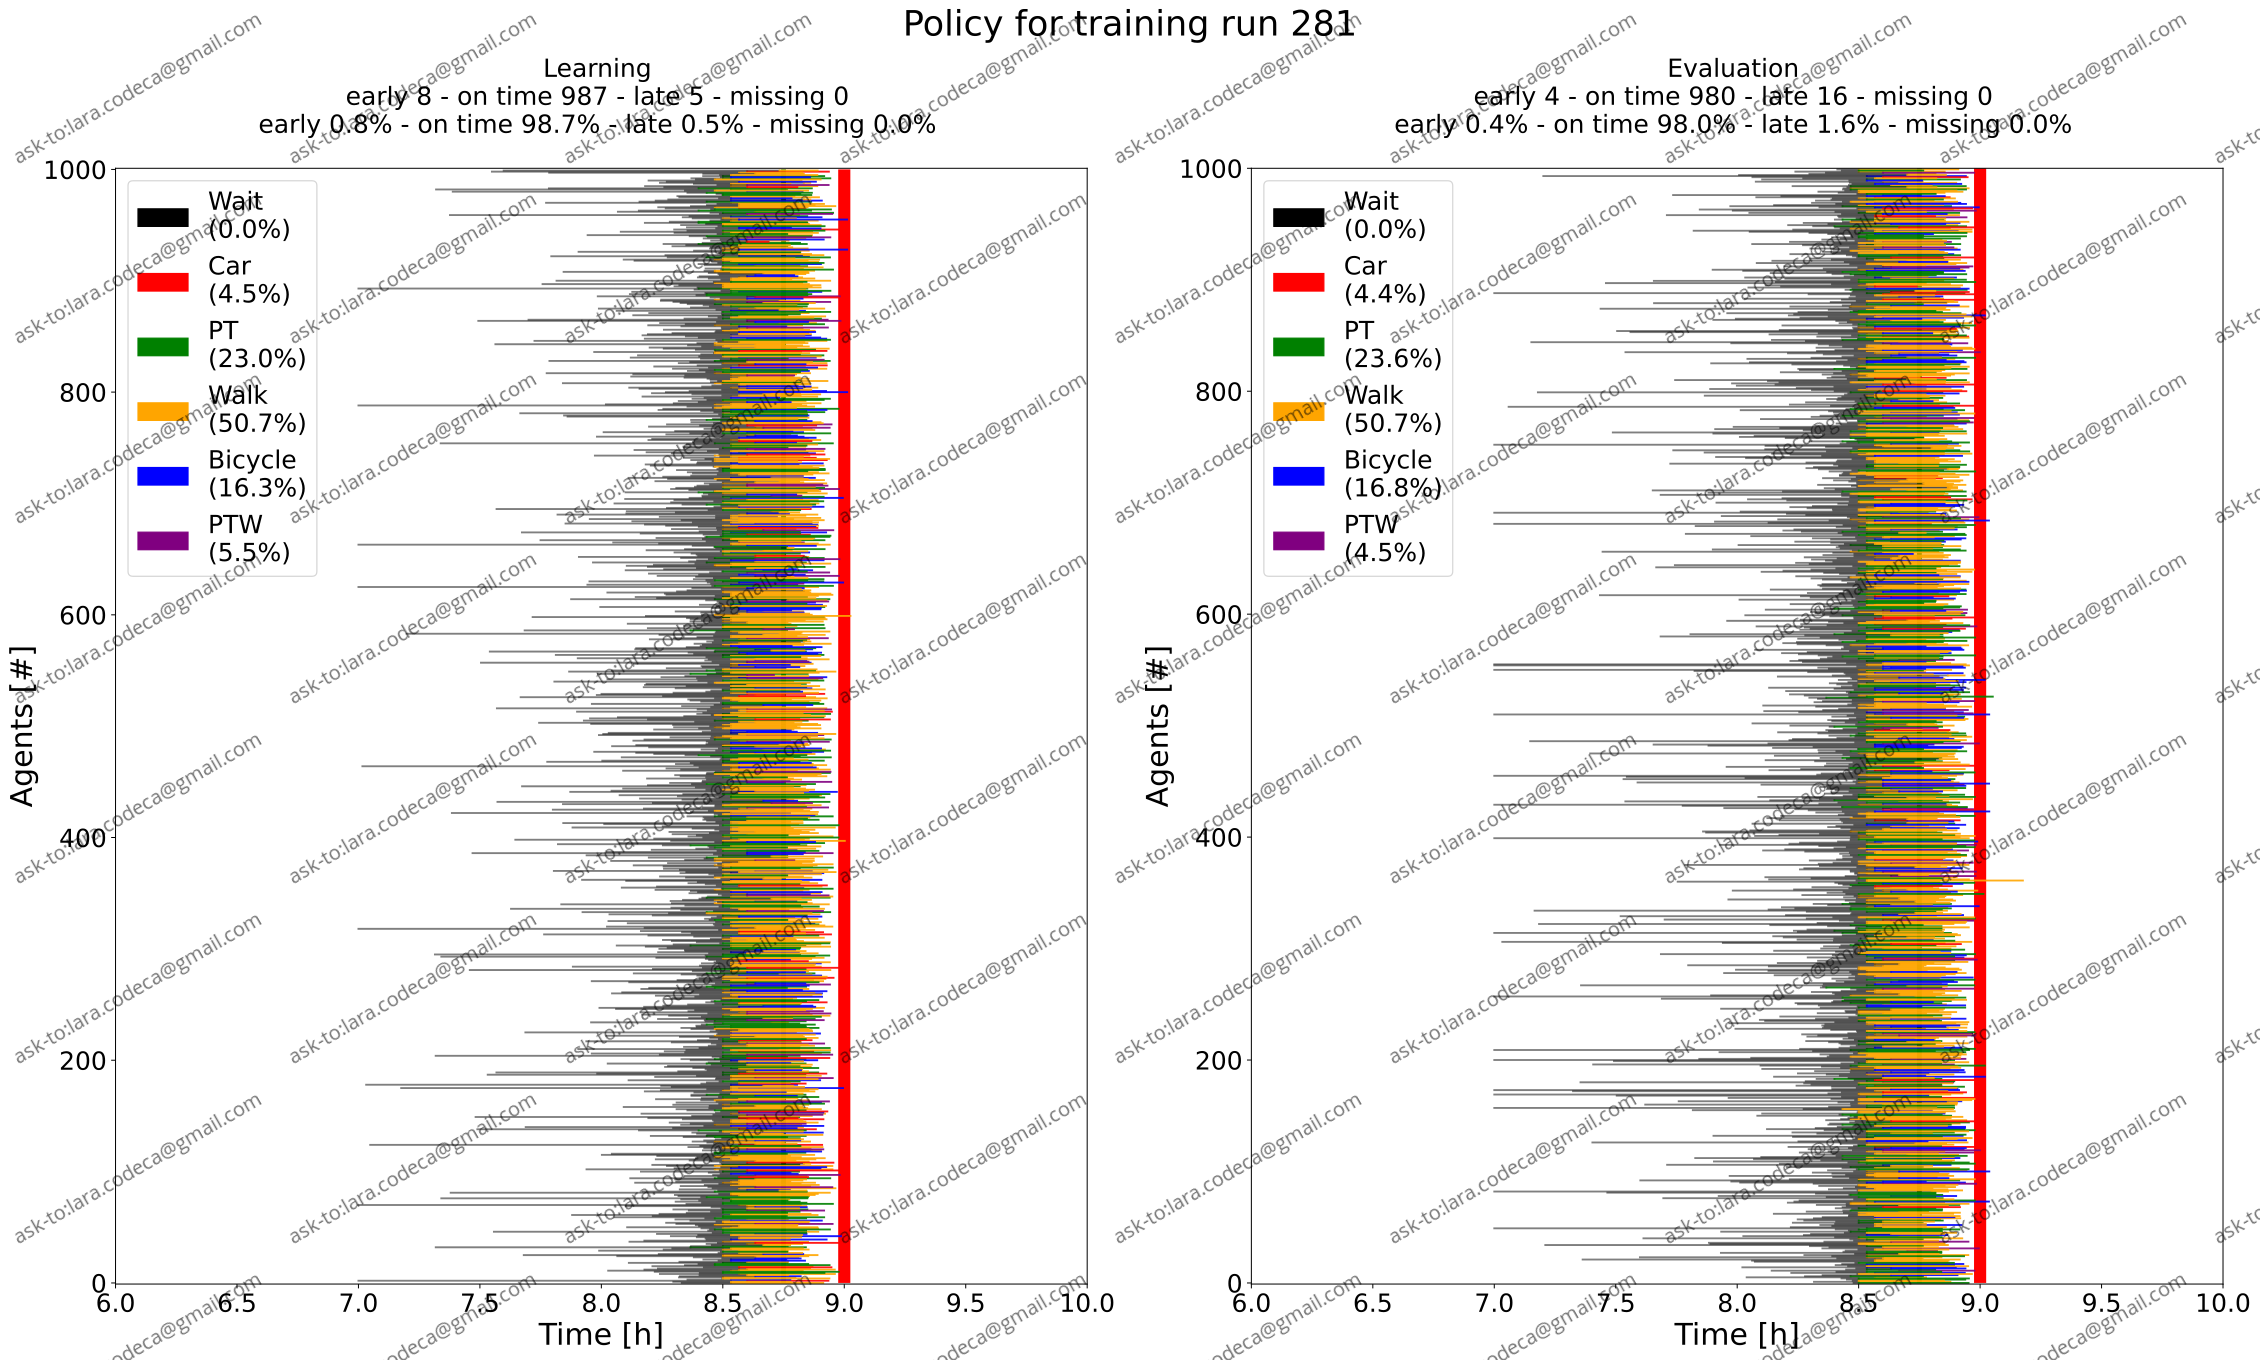 Policy for training run 281
Learning
early 8 - on time 987 - late 5 - missing 0
early 0.8% - on time 98.7% - late 0.5% - missing 0.0%
1000
800
600
400
200
0
Agents [#]
Wait
(0.0%)
Car
(4.5%)
PT
(23.0%)
Walk
(50.7%)
Bicycle
(16.3%)
PTW
(5.5%)
6.0 6.5 7.0 7.5 8.0 8.5 9.0 9.5 10.0
Time [h]
Evaluation
early 4 - on time 980 - late 16 - missing 0
early 0.4% - on time 98.0% - late 1.6% - missing 0.0%
1000
800
600
400
200
0
Agents [#]
Wait
(0.0%)
Car
(4.4%)
PT
(23.6%)
Walk
(50.7%)
Bicycle
(16.8%)
PTW
(4.5%)
6.0 6.5 7.0 7.5 8.0 8.5 9.0 9.5 10.0
Time [h]
ask-to:lara.codeca@gmail.com